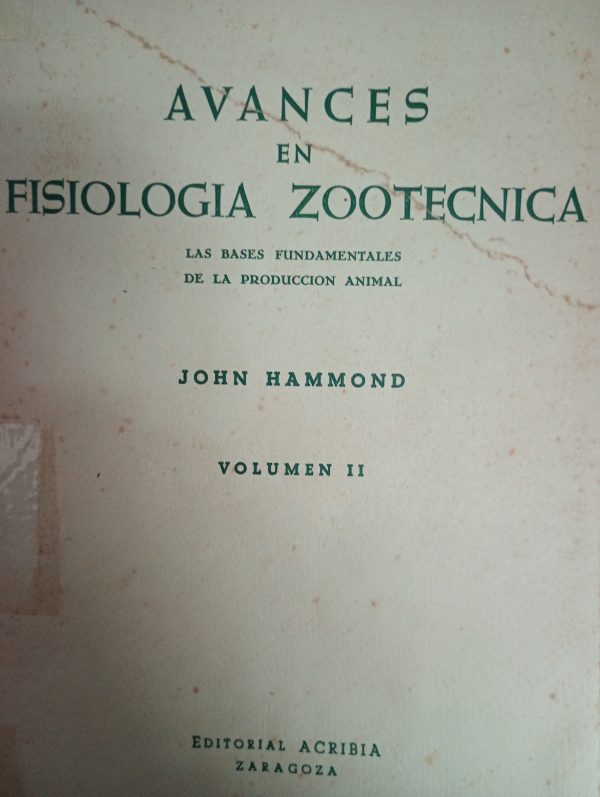 AVANCES
EN
FISIOLOGIA ZOOTECNICA
LAS BASES FUNDAMENTALES
DE LA PRODUCCION ANIMAL
JOHN HAMMOND
VOLUMEN II
EDITORIAL ACRIBIA
ZARAGOZA